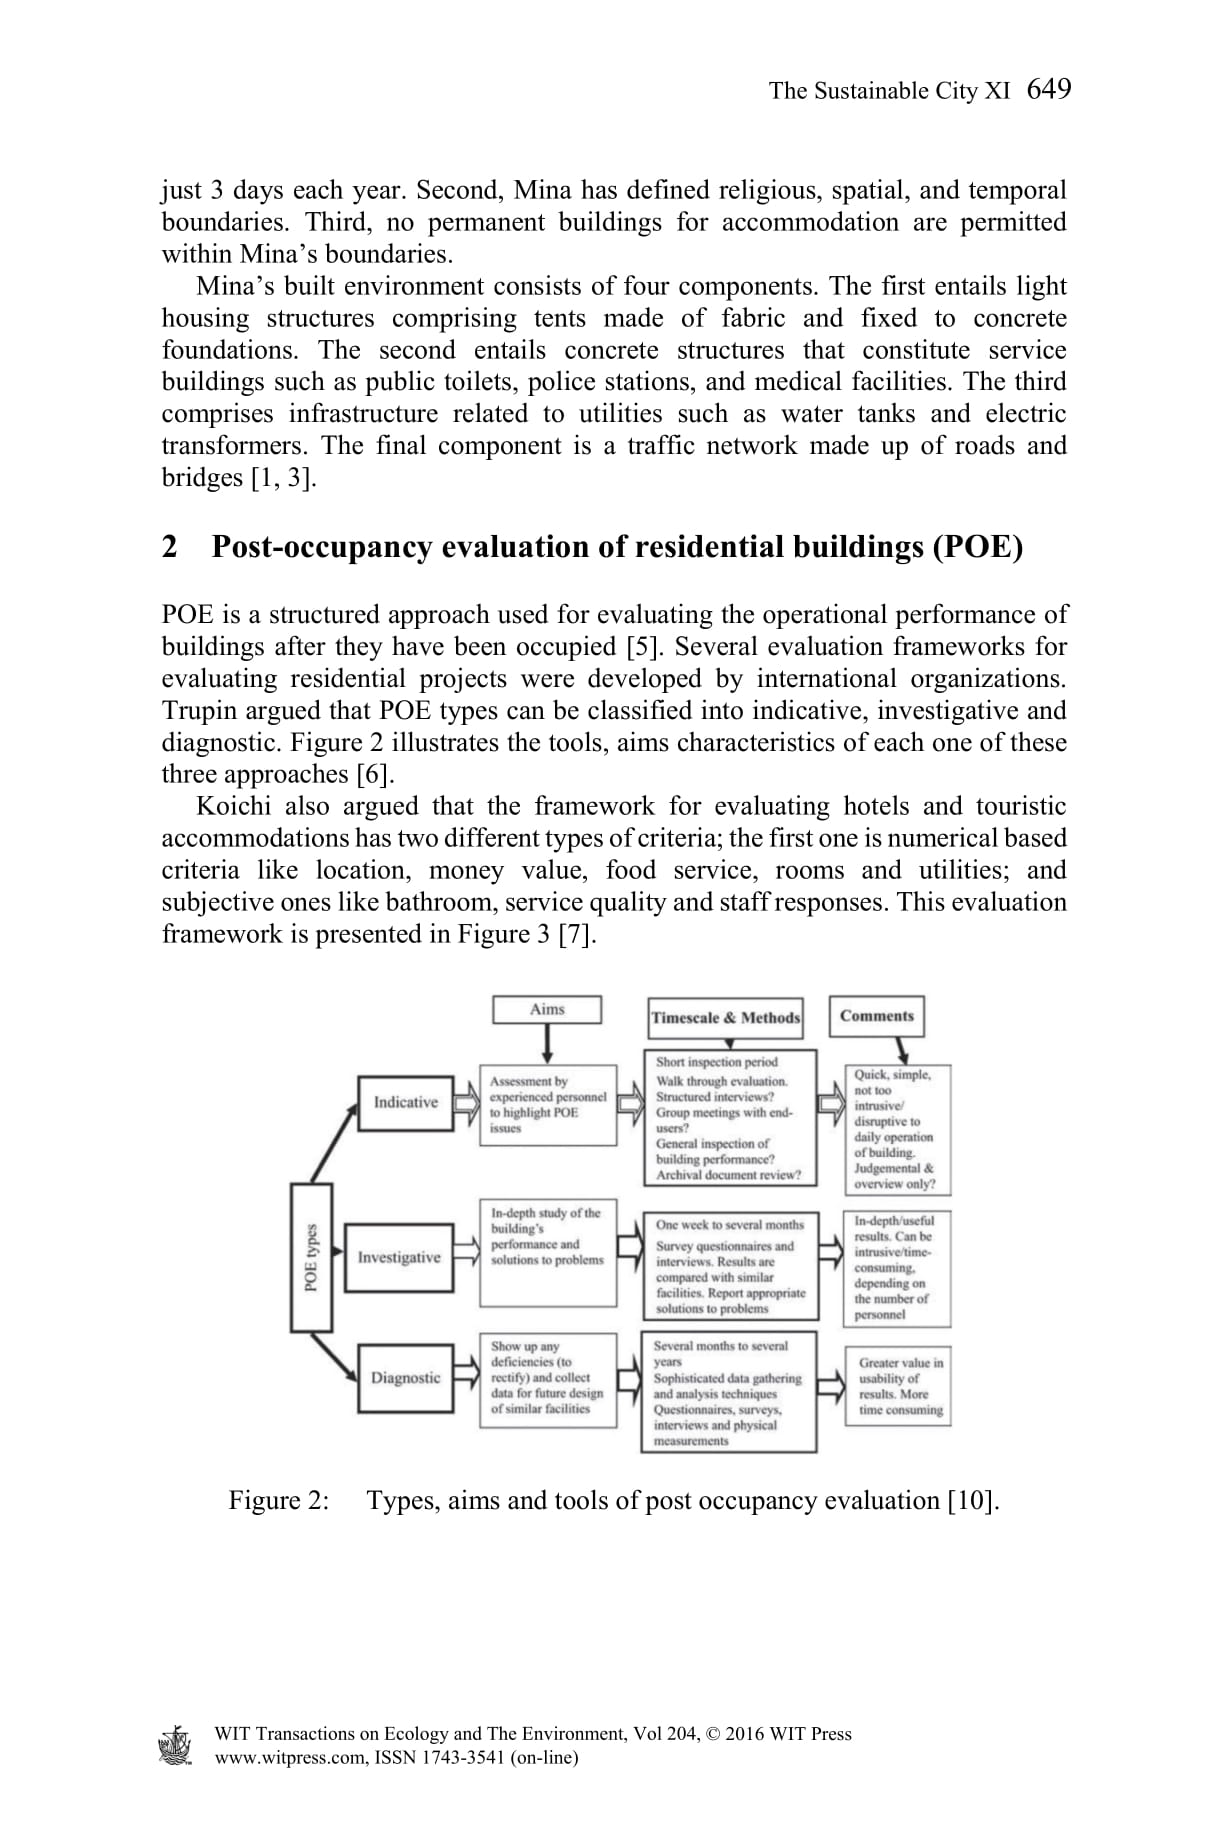 The Sustainable City XI 649
just 3 days each year. Second, Mina has defined religious, spatial, and temporal
boundaries. Third, no permanent buildings for accommodation are permitted
within Mina’s boundaries.
Mina’s built environment consists of four components. The first entails light
housing structures comprising tents made of fabric and fixed to concrete
foundations. The second entails concrete structures that constitute service
buildings such as public toilets, police stations, and medical facilities. The third
comprises infrastructure related to utilities such as water tanks and electric
transformers. The final component is a traffic network made up of roads and
bridges [1, 3].
2 Post-occupancy evaluation of residential buildings (POE)
POE is a structured approach used for evaluating the operational performance of
buildings after they have been occupied [5]. Several evaluation frameworks for
evaluating residential projects were developed by international organizations.
Trupin argued that POE types can be classified into indicative, investigative and
diagnostic. Figure 2 illustrates the tools, aims characteristics of each one of these
three approaches [6].
Koichi also argued that the framework for evaluating hotels and touristic
accommodations has two different types of criteria; the first one is numerical based
criteria like location, money value, food service, rooms and utilities; and
subjective ones like bathroom, service quality and staff responses. This evaluation
framework is presented in Figure 3 [7].
Aims
Timescale & Methods
Comments
POE types
Indicative
Assessment by
experienced personnel
to highlight POE
issues
Short inspection period
Walk through evaluation.
Structured interviews?
Group meetings with end-
users?
General inspection of
building performance?
Archival document review?
Quick, simple,
not too
intrusive/
disruptive to
daily operation
of building.
Judgemental &
overview only?
Investigative
In-depth study of the
building’s
performance and
solutions to problems
One week to several months
Survey questionnaires and
interviews. Results are
compared with similar
facilities. Report appropriate
solutions to problems
In-depth/useful
results. Can be
intrusive/time-
consuming,
depending on
the number of
personnel
Diagnostic
Show up any
deficiencies (to
rectify) and collect
data for future design
of similar facilities
Several months to several
years
Sophisticated data gathering
and analysis techniques
Questionnaires, surveys,
interviews and physical
measurements
Greater value in
usability of
results. More
time consuming
Figure 2: Types, aims and tools of post occupancy evaluation [10].
WIT Transactions on Ecology and The Environment, Vol 204, © 2016 WIT Press
www.witpress.com, ISSN 1743-3541 (on-line)